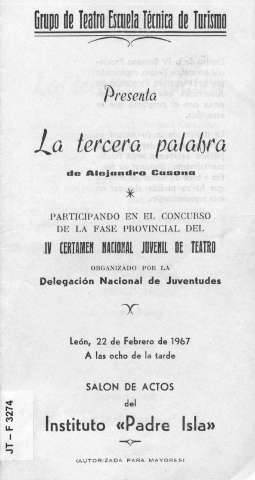 Grupo de Teatro Escuela Técnica de Turismo
Presenta
La tercera palabra
de Alejandro Casona
*
PARTICIPANDO EN EL CONCURSO
DE LA FASE PROVINCIAL DEL
IV CERTAMEN NACIONAL JUVENIL DE TEATRO
ORGANIZADO POR LA
Delegación Nacional de Juventudes
León, 22 de Febrero de 1967
A las ocho de la tarde
SALON DE ACTOS
del
Instituto «Padre Isla»
(AUTORIZADA PARA MAYORES)
JT - F 3274